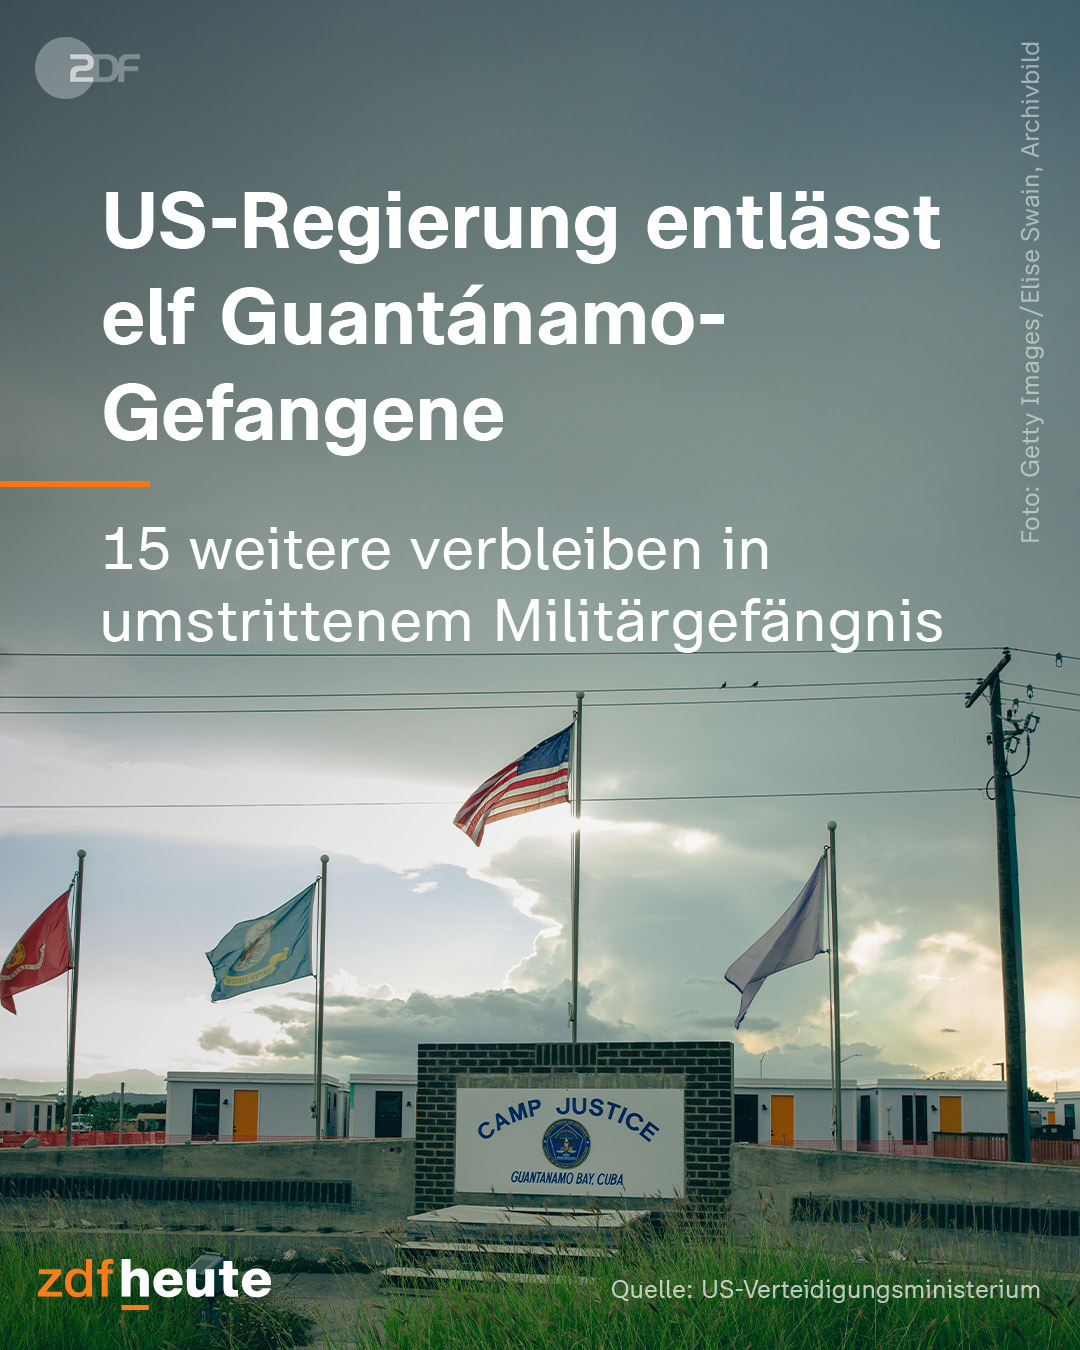 2DF
Foto: Getty Images/Elise Swain, Archivbild
US-Regierung entlässt
elf Guantánamo-
Gefangene
15 weitere verbleiben in
umstrittenem Militärgefängnis
CAMP JUSTICE
GUANTANAMO BAY, CUBA
zdfheute
Quelle: US-Verteidigungsministerium